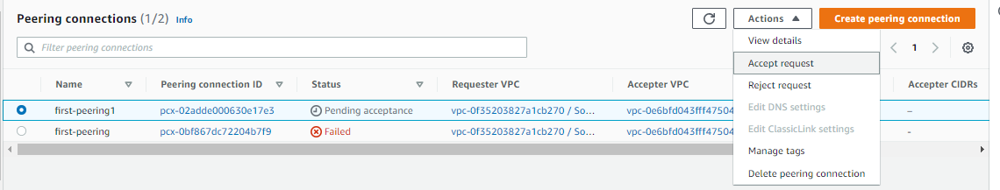 Peering connections (1/2) Info
Actions
Create peering connection
Filter peering connections
1
View details
Accept request
Reject request
Edit DNS settings
Edit ClassicLink settings
Manage tags
Delete peering connection
Name Peering connection ID Status Requester VPC Accepter VPC Accepter CIDRs
first-peering1 pcx-02adde000630e17e3 Pending acceptance vpc-0f35203827a1cb270 / So... vpc-0e6bfd043fff47504 –
first-peering pcx-0bf867dc72204b7f9 Failed vpc-0f35203827a1cb270 / So... vpc-0e6bfd043fff47504 -